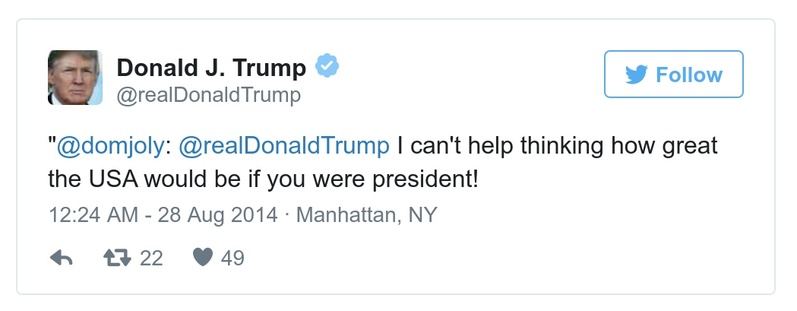 Donald J. Trump
Follow
@realDonaldTrump
"@domjoly: @realDonaldTrump I can't help thinking how great
the USA would be if you were president!
12:24 AM - 28 Aug 2014 · Manhattan, NY
22 49